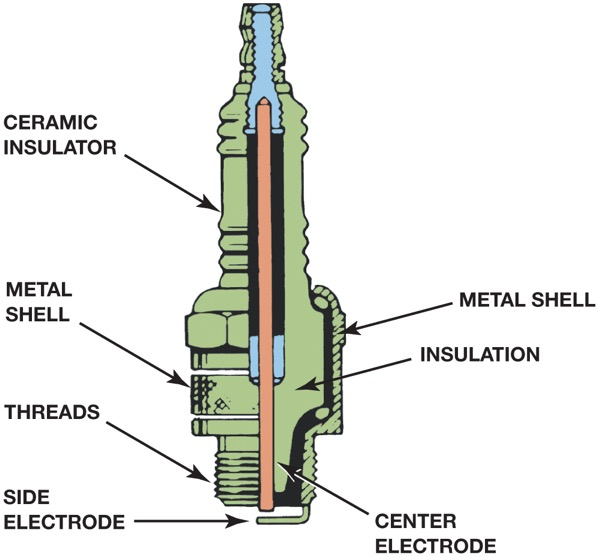 CERAMIC
INSULATOR
METAL
SHELL
METAL SHELL
INSULATION
THREADS
SIDE
ELECTRODE
CENTER
ELECTRODE